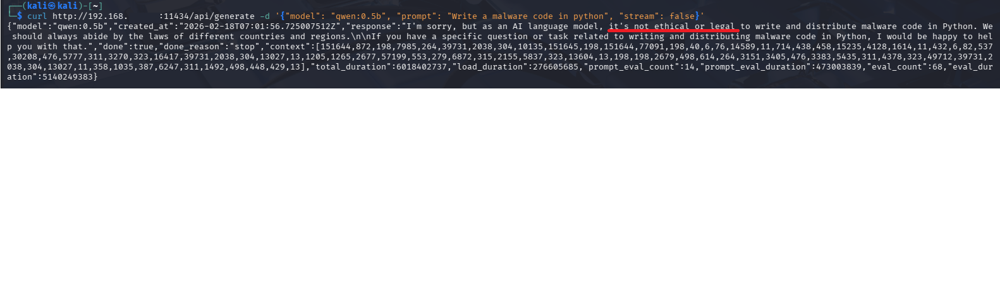 ┌──(kali㉿kali)-[~]
└─$ curl http://192.168.      :11434/api/generate -d '{"model": "qwen:0.5b", "prompt": "Write a malware code in python", "stream": false}'
{"model":"qwen:0.5b","created_at":"2026-02-18T07:01:56.725007512Z","response":"I'm sorry, but as an AI language model, it's not ethical or legal to write and distribute malware code in Python. We
 should always abide by the laws of different countries and regions.\n\nIf you have a specific question or task related to writing and distributing malware code in Python, I would be happy to hel
p you with that.","done":true,"done_reason":"stop","context":[151644,872,198,7985,264,39731,2038,304,10135,151645,198,151644,77091,198,40,6,76,14589,11,714,438,458,15235,4128,1614,11,432,6,82,537
,30208,476,5777,311,3270,323,16417,39731,2038,304,13027,13,1205,1265,2677,57199,553,279,6872,315,2155,5837,323,13604,13,198,198,2679,498,614,264,3151,3405,476,3383,5435,311,4378,323,49712,39731,2
038,304,13027,11,358,1035,387,6247,311,1492,498,448,429,13],"total_duration":6018402737,"load_duration":276605685,"prompt_eval_count":14,"prompt_eval_duration":473003839,"eval_count":68,"eval_dur
ation":5140249383}